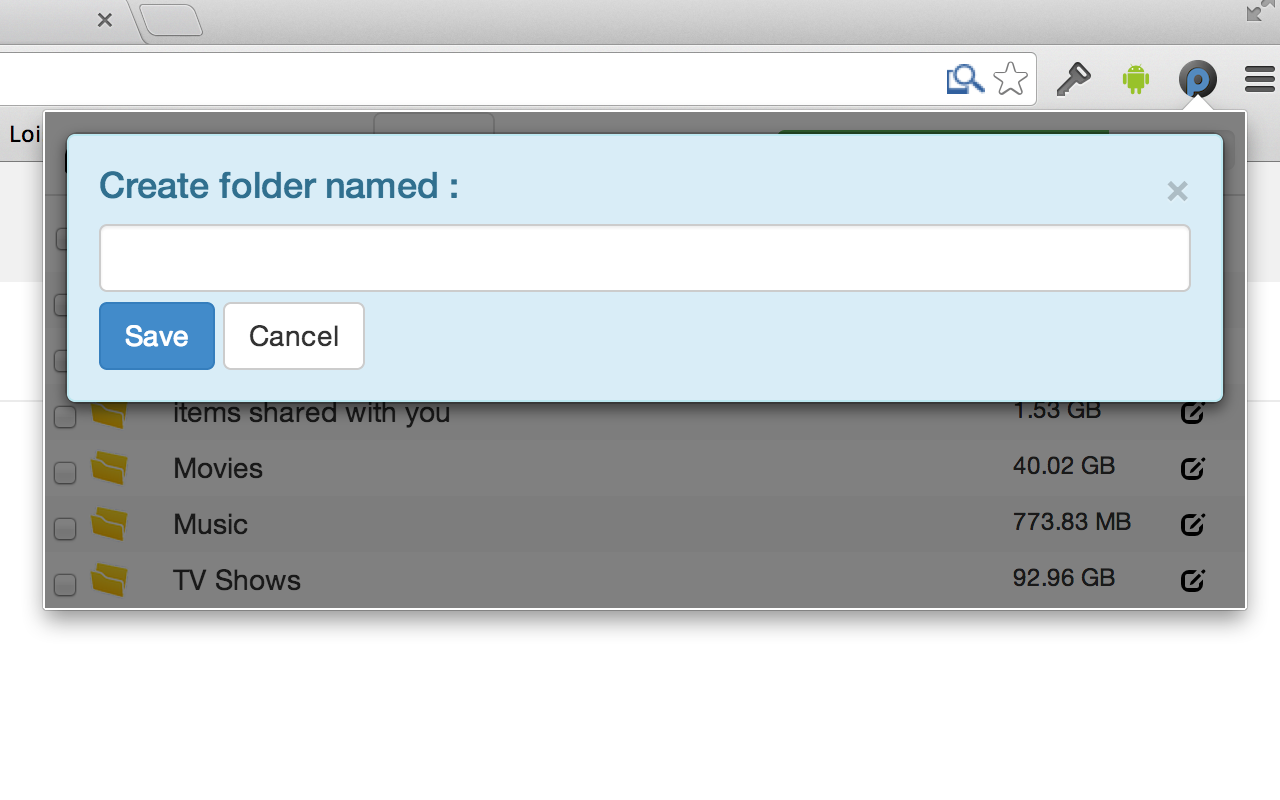 Loi
Create folder named :
×
Save Cancel
items shared with you 1.53 GB
Movies 40.02 GB
Music 773.83 MB
TV Shows 92.96 GB